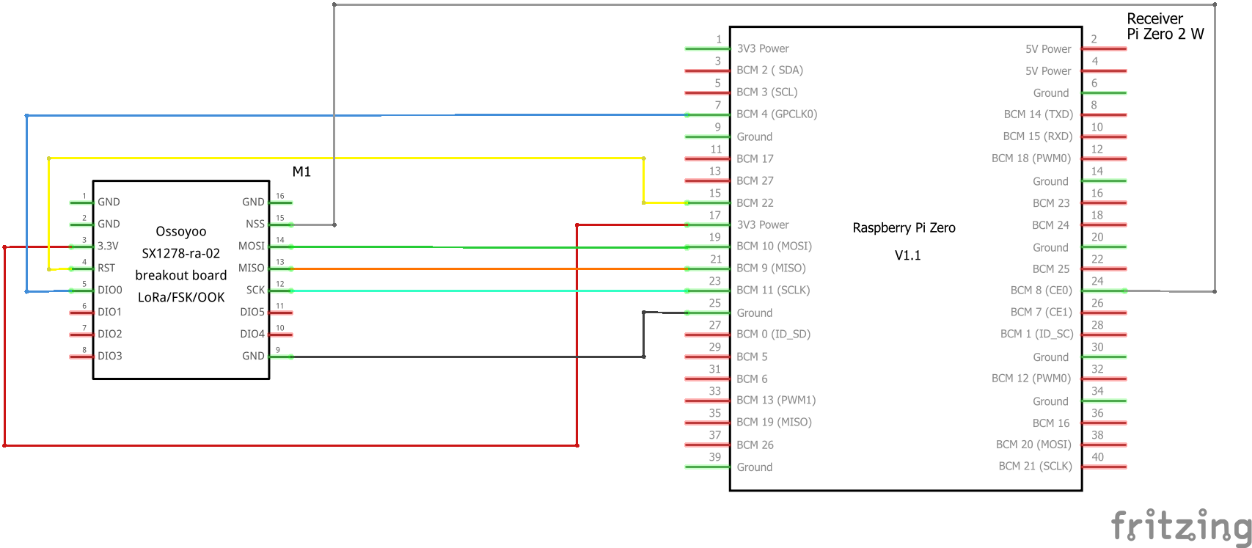 Receiver
Pi Zero 2 W
1 3V3 Power 5V Power 2
3 BCM 2 ( SDA) 5V Power 4
5 BCM 3 (SCL) Ground 6
7 BCM 4 (GPCLK0) BCM 14 (TXD) 8
9 Ground BCM 15 (RXD) 10
11 BCM 17 BCM 18 (PWM0) 12
13 BCM 27 Ground 14
15 BCM 22 BCM 23 16
17 3V3 Power BCM 24 18
19 BCM 10 (MOSI) Ground 20
21 BCM 9 (MISO) BCM 25 22
23 BCM 11 (SCLK) BCM 8 (CE0) 24
25 Ground BCM 7 (CE1) 26
27 BCM 0 (ID_SD) BCM 1 (ID_SC) 28
29 BCM 5 Ground 30
31 BCM 6 BCM 12 (PWM0) 32
33 BCM 13 (PWM1) Ground 34
35 BCM 19 (MISO) BCM 16 36
37 BCM 26 BCM 20 (MOSI) 38
39 Ground BCM 21 (SCLK) 40
Raspberry Pi Zero
V1.1
M1
1 GND GND 16
2 GND NSS 15
3 3.3V MOSI 14
4 RST MISO 13
5 DIO0 SCK 12
6 DIO1 DIO5 11
7 DIO2 DIO4 10
8 DIO3 GND 9
Ossoyoo
SX1278-ra-02
breakout board
LoRa/FSK/OOK
fritzing